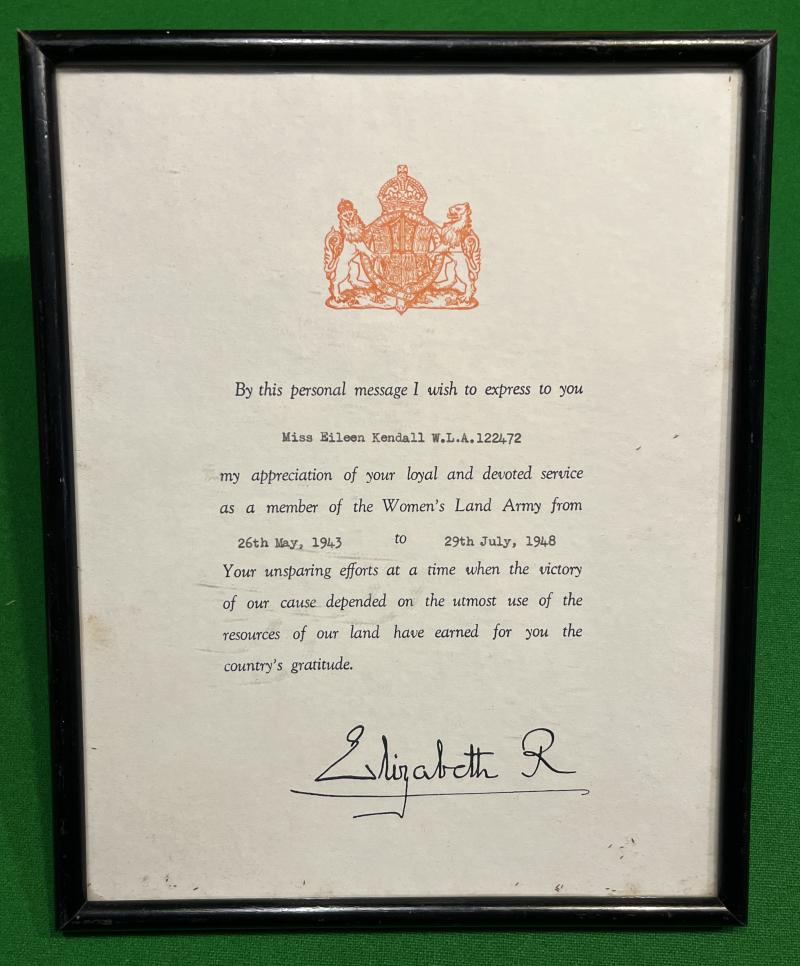 By this personal message I wish to express to you
Miss Eileen Kendall W.L.A.122472
my appreciation of your loyal and devoted service
as a member of the Women's Land Army from
26th May, 1943 to 29th July, 1948
Your unsparing efforts at a time when the victory
of our cause depended on the utmost use of the
resources of our land have earned for you the
country's gratitude.
Elizabeth R